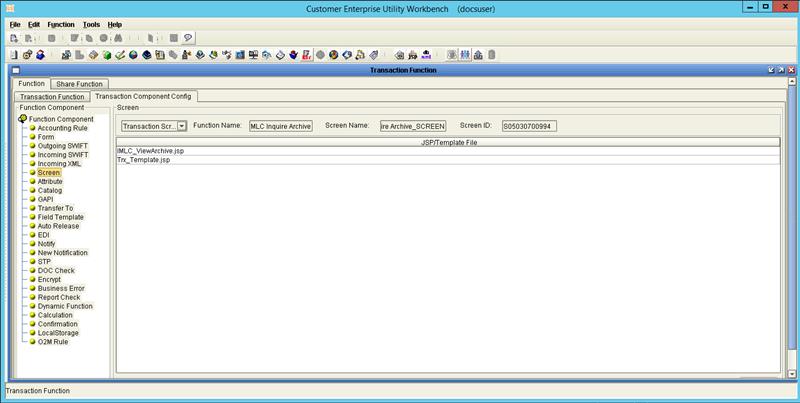 Customer Enterprise Utility Workbench (docsuser)
File Edit Function Tools Help
Transaction Function
Function Share Function
Transaction Function Transaction Component Config
Function Component
Function Component
Accounting Rule
Form
Outgoing SWIFT
Incoming SWIFT
Incoming XML
Screen
Attribute
Catalog
GAPI
Transfer To
Field Template
Auto Release
EDI
Notify
New Notification
STP
DOC Check
Encrypt
Business Error
Report Check
Dynamic Function
Calculation
Confirmation
LocalStorage
O2M Rule
Screen
Transaction Scr... Function Name: MLC Inquire Archive Screen Name: ire Archive_SCREEN Screen ID: S05030700994
JSP/Template File
IMLC_ViewArchive.jsp
Trx_Template.jsp
Transaction Function